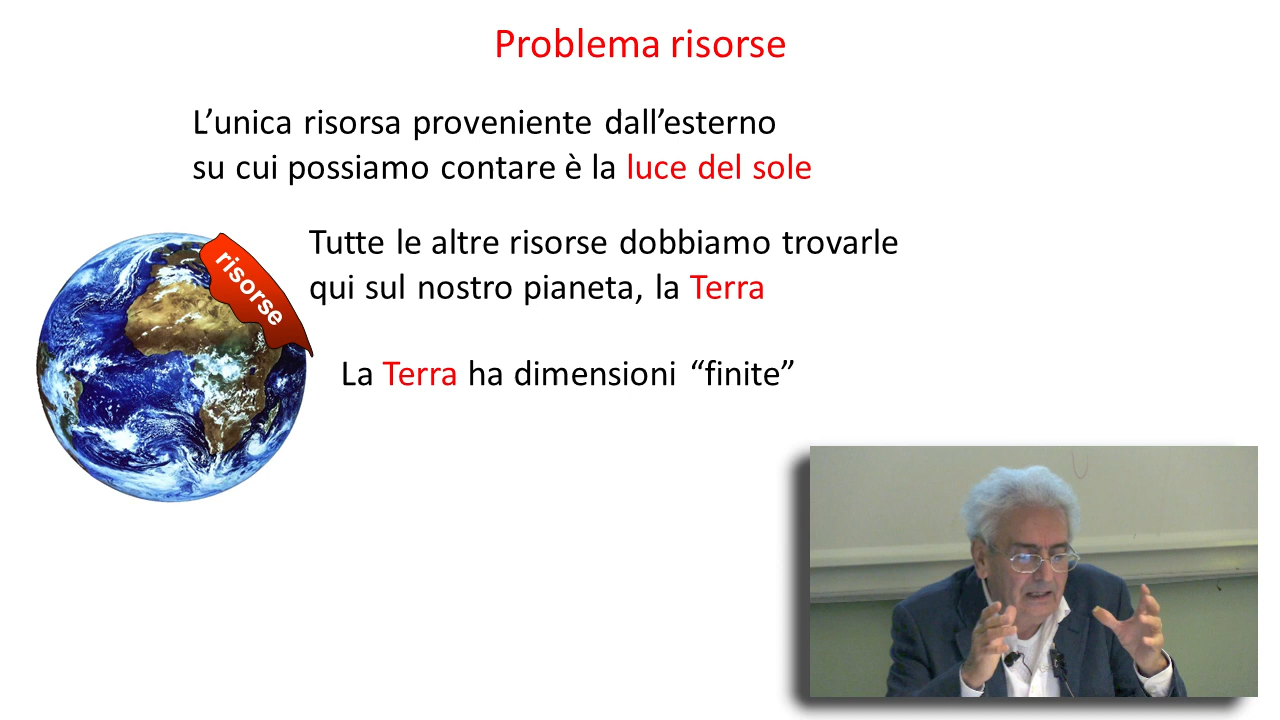 Problema risorse
L’unica risorsa proveniente dall’esterno
su cui possiamo contare è la luce del sole
Tutte le altre risorse dobbiamo trovarle
qui sul nostro pianeta, la Terra
risorse
La Terra ha dimensioni “finite”